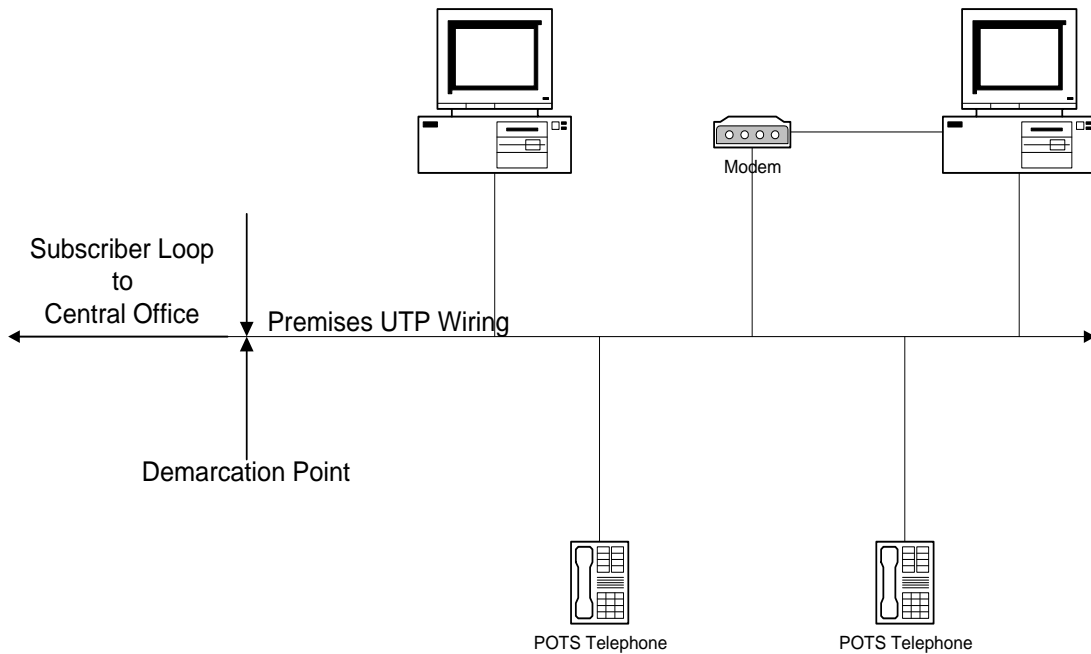 Modem
Subscriber Loop
to
Central Office
Premises UTP Wiring
Demarcation Point
POTS Telephone
POTS Telephone